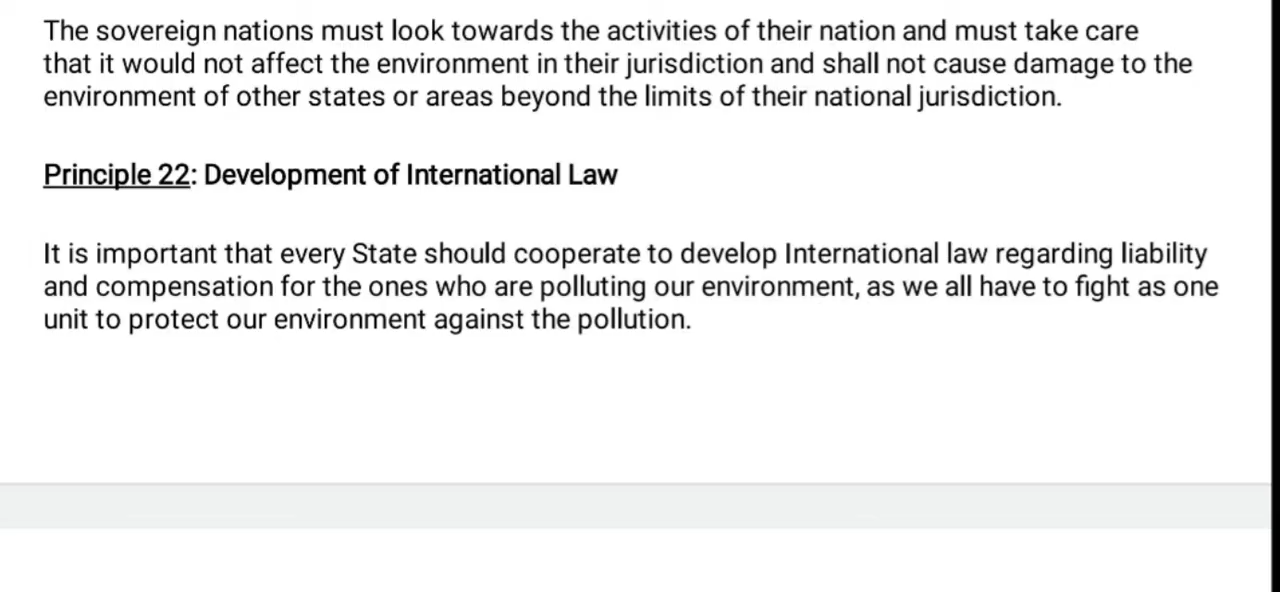 The sovereign nations must look towards the activities of their nation and must take care
that it would not affect the environment in their jurisdiction and shall not cause damage to the
environment of other states or areas beyond the limits of their national jurisdiction.
Principle 22: Development of International Law
It is important that every State should cooperate to develop International law regarding liability
and compensation for the ones who are polluting our environment, as we all have to fight as one
unit to protect our environment against the pollution.